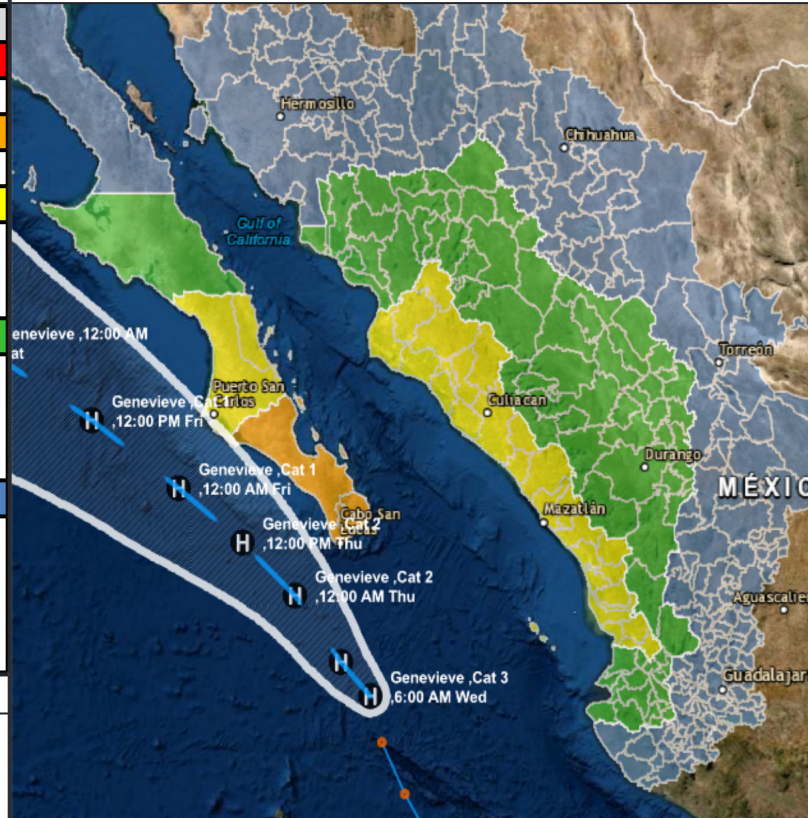 Hermosillo
Chihuahua
Gulf of
California
enevieve ,12:00 AM
at
Torreón
Puerto San
Carlos
Genevieve ,Cat 1
,12:00 PM Fri
Culiacan
Genevieve ,Cat 1
,12:00 AM Fri
Durango
MÉXIC
Cabo San
Lucas
Genevieve ,Cat 2
,12:00 PM Thu
Mazatlán
Genevieve ,Cat 2
,12:00 AM Thu
Aguascalie
Genevieve ,Cat 3
,6:00 AM Wed
Guadalajar
H
H
H
H
H
H